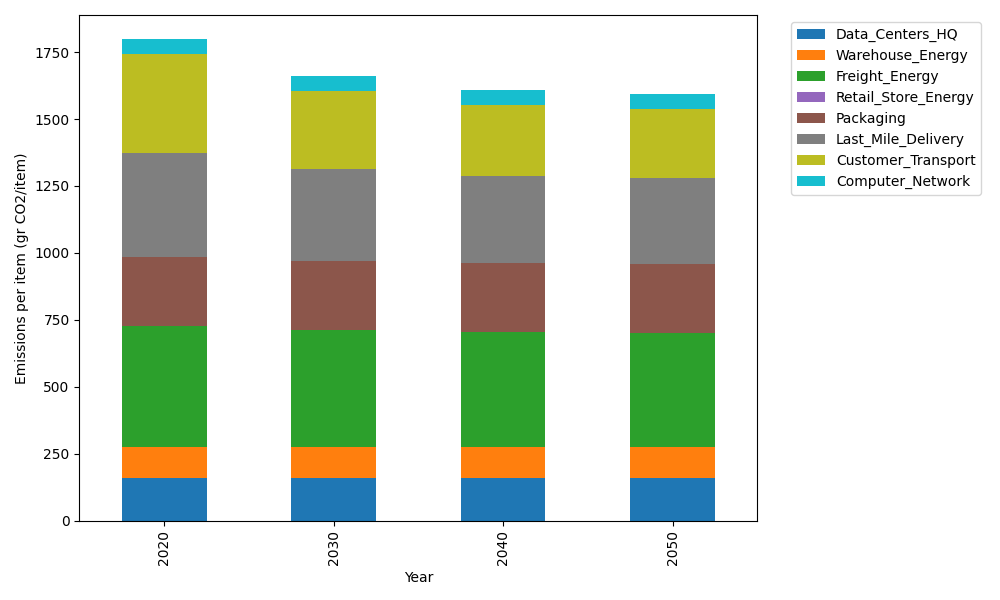 Data_Centers_HQ
Warehouse_Energy
Freight_Energy
Retail_Store_Energy
Packaging
Last_Mile_Delivery
Customer_Transport
Computer_Network
Emissions per item (gr CO2/item)
1750
1500
1250
1000
750
500
250
0
2020
2030
2040
2050
Year